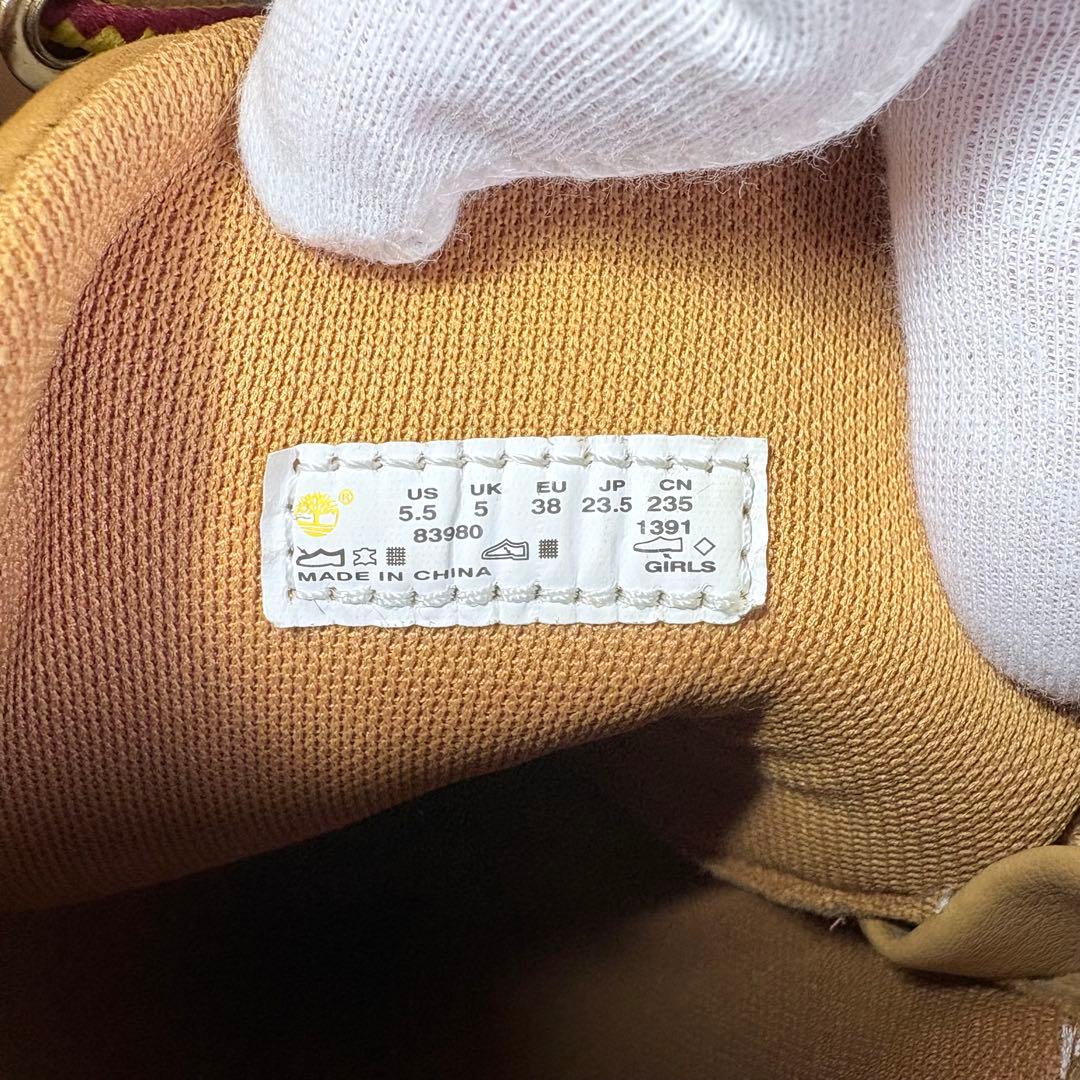 US UK EU JP CN
5.5 5 38 23.5 235
83980 1391
GIRLS
MADE IN CHINA